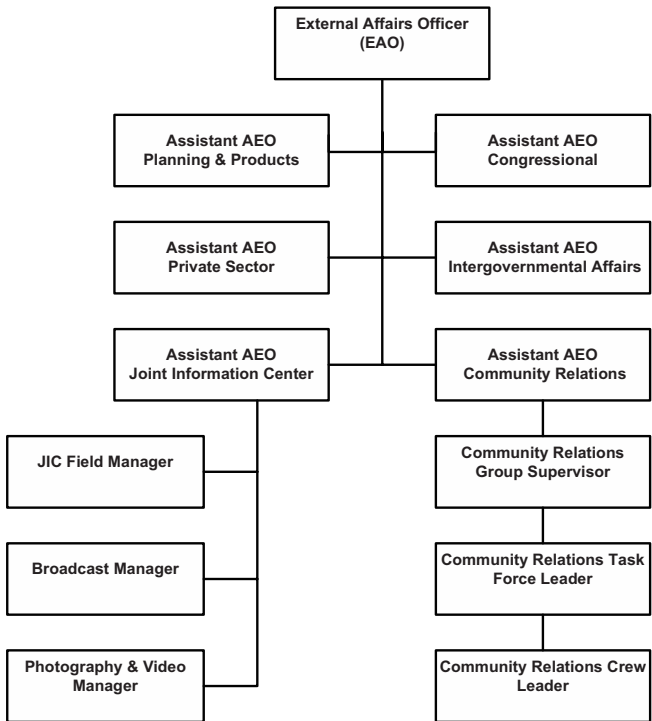 External Affairs Officer
(EAO)
Assistant AEO
Planning & Products
Assistant AEO
Congressional
Assistant AEO
Private Sector
Assistant AEO
Intergovernmental Affairs
Assistant AEO
Joint Information Center
Assistant AEO
Community Relations
JIC Field Manager
Community Relations
Group Supervisor
Broadcast Manager
Community Relations Task
Force Leader
Photography & Video
Manager
Community Relations Crew
Leader